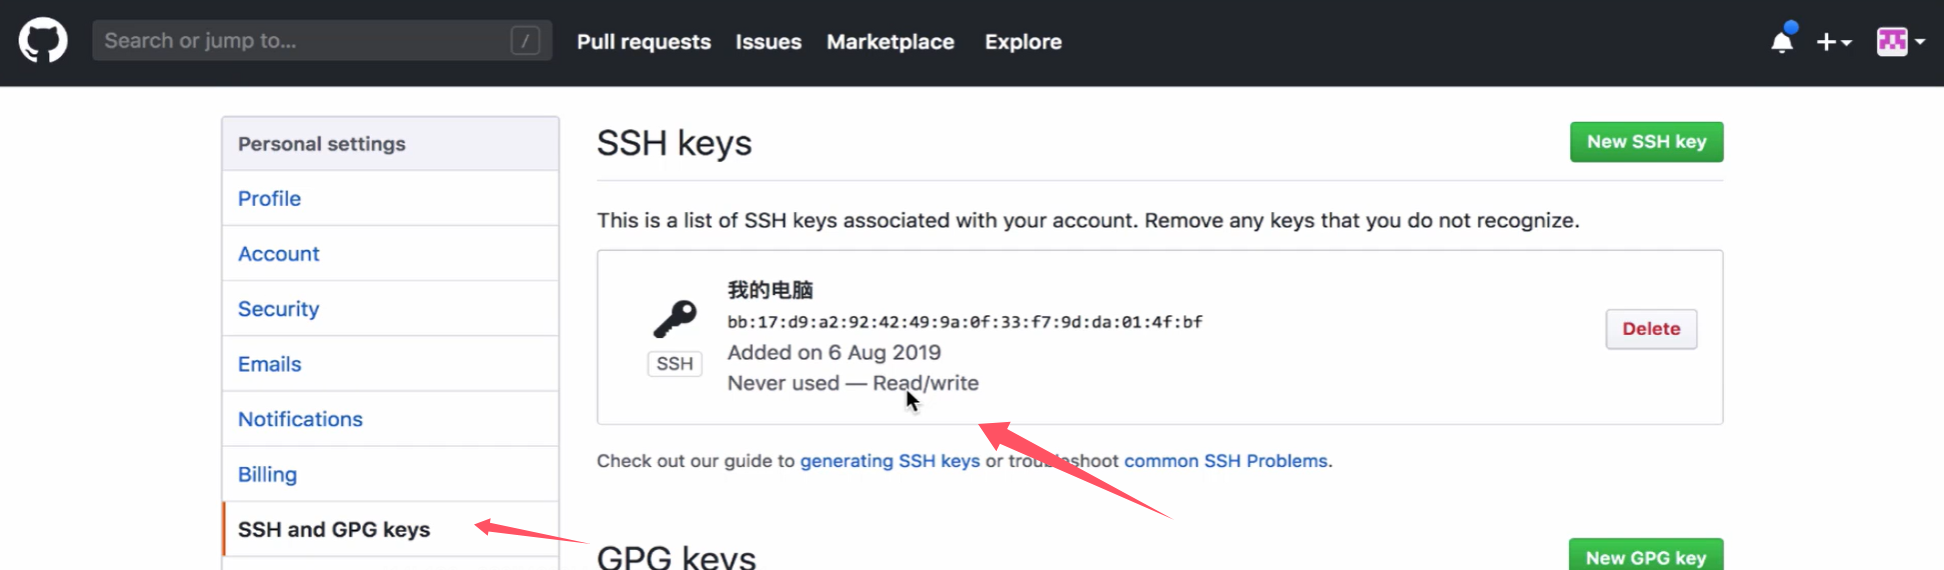 Search or jump to... /
Pull requests
Issues
Marketplace
Explore
Personal settings
Profile
Account
Security
Emails
Notifications
Billing
SSH and GPG keys
SSH keys
New SSH key
This is a list of SSH keys associated with your account. Remove any keys that you do not recognize.
我的电脑
bb:17:d9:a2:92:42:49:9a:0f:33:f7:9d:da:01:4f:bf
Added on 6 Aug 2019
Never used — Read/write
SSH
Delete
Check out our guide to generating SSH keys or troubleshoot common SSH Problems.
GPG keys
New GPG key